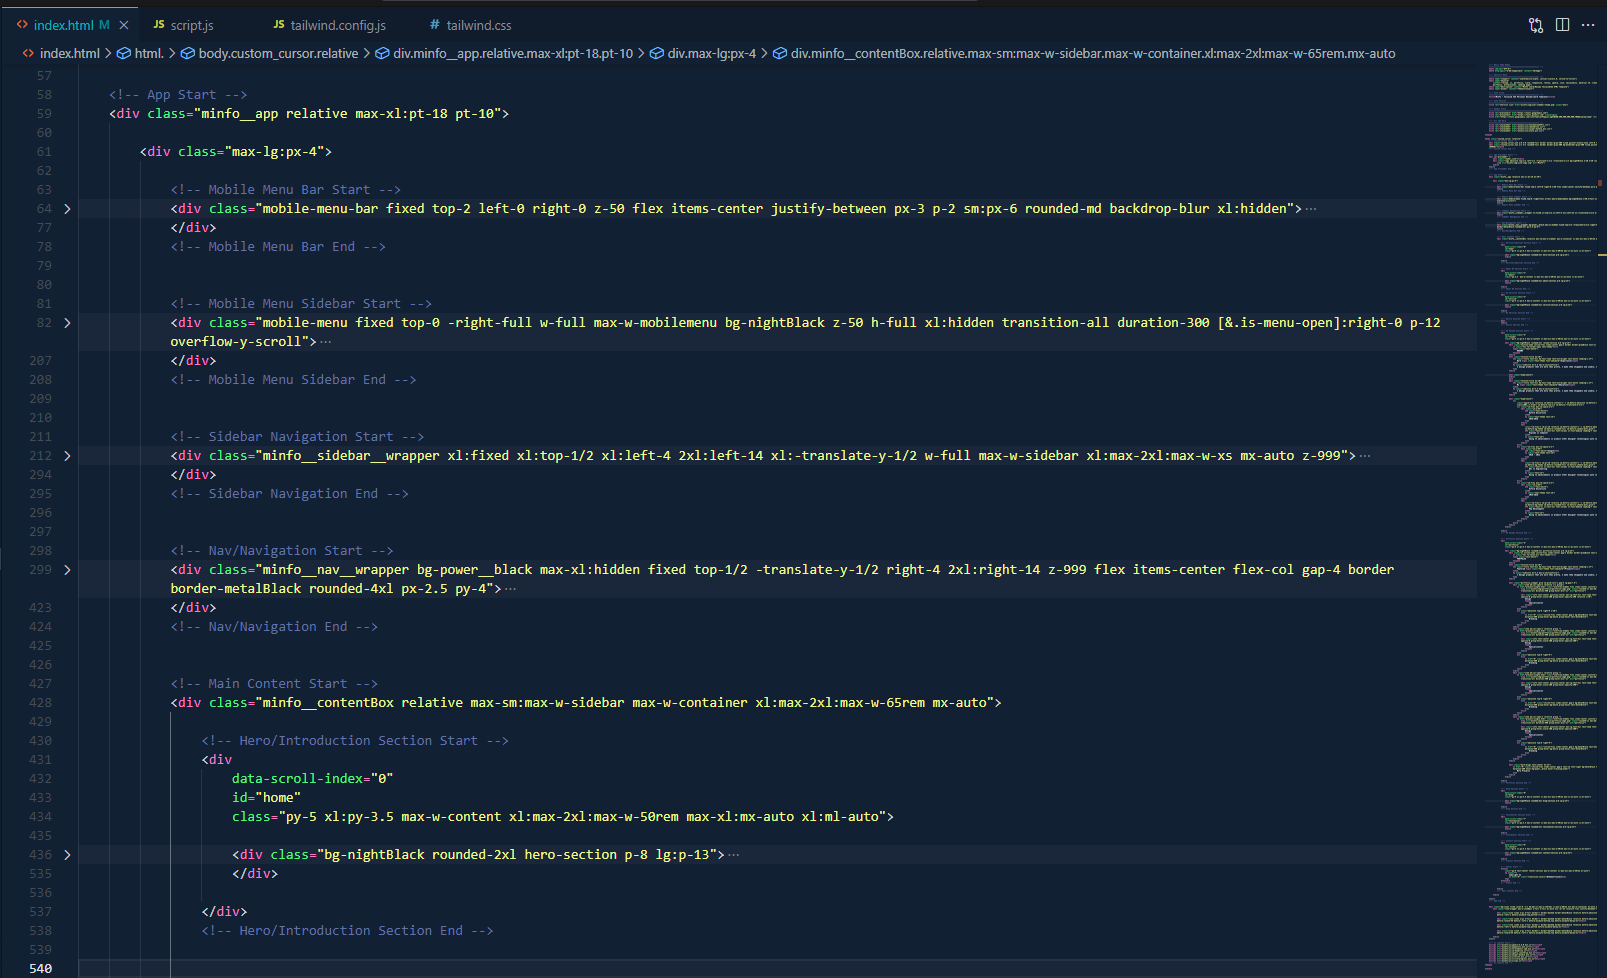 index.html M
JS script.js
JS tailwind.config.js
# tailwind.css
index.html > html. > body.custom_cursor.relative > div.minfo__app.relative.max-xl:pt-18.pt-10 > div.max-lg:px-4 > div.minfo__contentBox.relative.max-sm:max-w-sidebar.max-w-container.xl:max-2xl:max-w-65rem.mx-auto
57
58 <!-- App Start -->
59 <div class="minfo__app relative max-xl:pt-18 pt-10">
60
61 <div class="max-lg:px-4">
62
63 <!-- Mobile Menu Bar Start -->
64 <div class="mobile-menu-bar fixed top-2 left-0 right-0 z-50 flex items-center justify-between px-3 p-2 sm:px-6 rounded-md backdrop-blur xl:hidden">···
77 </div>
78 <!-- Mobile Menu Bar End -->
79
80
81 <!-- Mobile Menu Sidebar Start -->
82 <div class="mobile-menu fixed top-0 -right-full w-full max-w-mobilemenu bg-nightBlack z-50 h-full xl:hidden transition-all duration-300 [&.is-menu-open]:right-0 p-12
overflow-y-scroll">···
207 </div>
208 <!-- Mobile Menu Sidebar End -->
209
210
211 <!-- Sidebar Navigation Start -->
212 <div class="minfo__sidebar__wrapper xl:fixed xl:top-1/2 xl:left-4 2xl:left-14 xl:-translate-y-1/2 w-full max-w-sidebar xl:max-2xl:max-w-xs mx-auto z-999">···
294 </div>
295 <!-- Sidebar Navigation End -->
296
297
298 <!-- Nav/Navigation Start -->
299 <div class="minfo__nav__wrapper bg-power__black max-xl:hidden fixed top-1/2 -translate-y-1/2 right-4 2xl:right-14 z-999 flex items-center flex-col gap-4 border
border-metalBlack rounded-4xl px-2.5 py-4">···
423 </div>
424 <!-- Nav/Navigation End -->
425
426
427 <!-- Main Content Start -->
428 <div class="minfo__contentBox relative max-sm:max-w-sidebar max-w-container xl:max-2xl:max-w-65rem mx-auto">
429
430 <!-- Hero/Introduction Section Start -->
431 <div
432 data-scroll-index="0"
433 id="home"
434 class="py-5 xl:py-3.5 max-w-content xl:max-2xl:max-w-50rem max-xl:mx-auto xl:ml-auto">
435
436 <div class="bg-nightBlack rounded-2xl hero-section p-8 lg:p-13">···
535 </div>
536
537 </div>
538 <!-- Hero/Introduction Section End -->
539
540